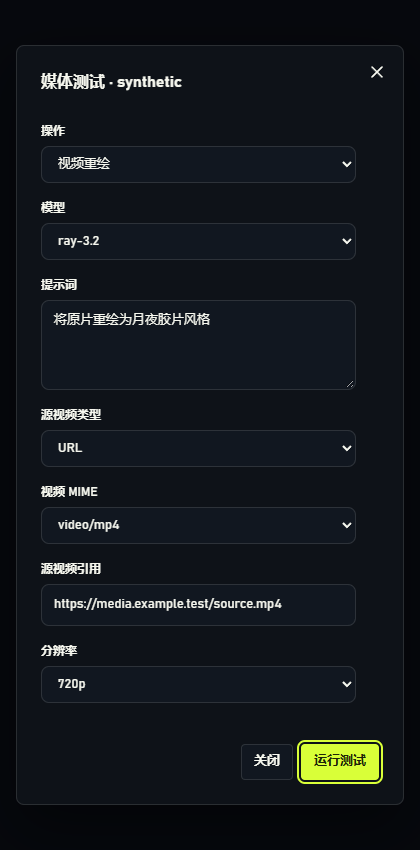 媒体测试 · synthetic
操作
视频重绘
模型
ray-3.2
提示词
将原片重绘为月夜胶片风格
源视频类型
URL
视频 MIME
video/mp4
源视频引用
https://media.example.test/source.mp4
分辨率
720p
关闭
运行测试